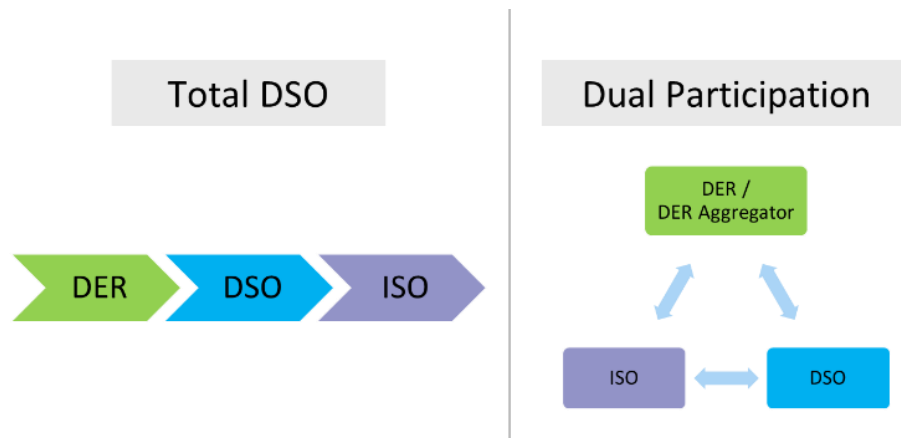 Total DSO
DER
DSO
ISO
Dual Participation
DER /
DER Aggregator
ISO
DSO